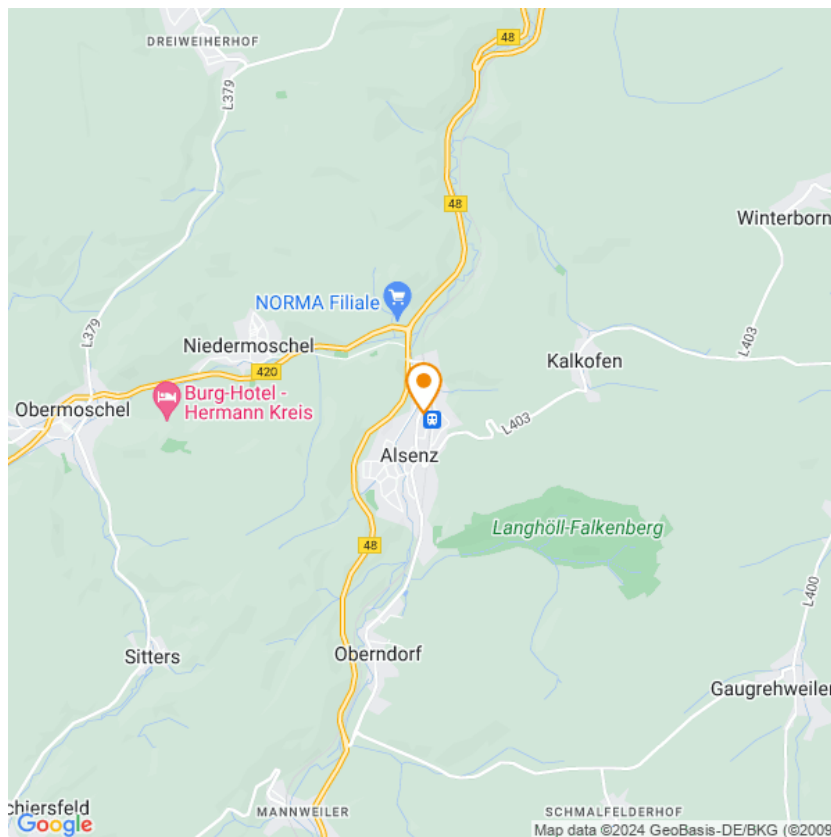 48
DREIWEIHERHOF
L379
48
Winterborn
NORMA Filiale
L379
Niedermoschel
L403
Kalkofen
420
Burg-Hotel -
Hermann Kreis
Obermoschel
L403
Alsenz
Langhöll-Falkenberg
48
L400
Sitters
Oberndorf
Gaugrehweiler
chiersfeld
MANNWEILER
SCHMALFELDERHOF
Google
Map data ©2024 GeoBasis-DE/BKG (©2009